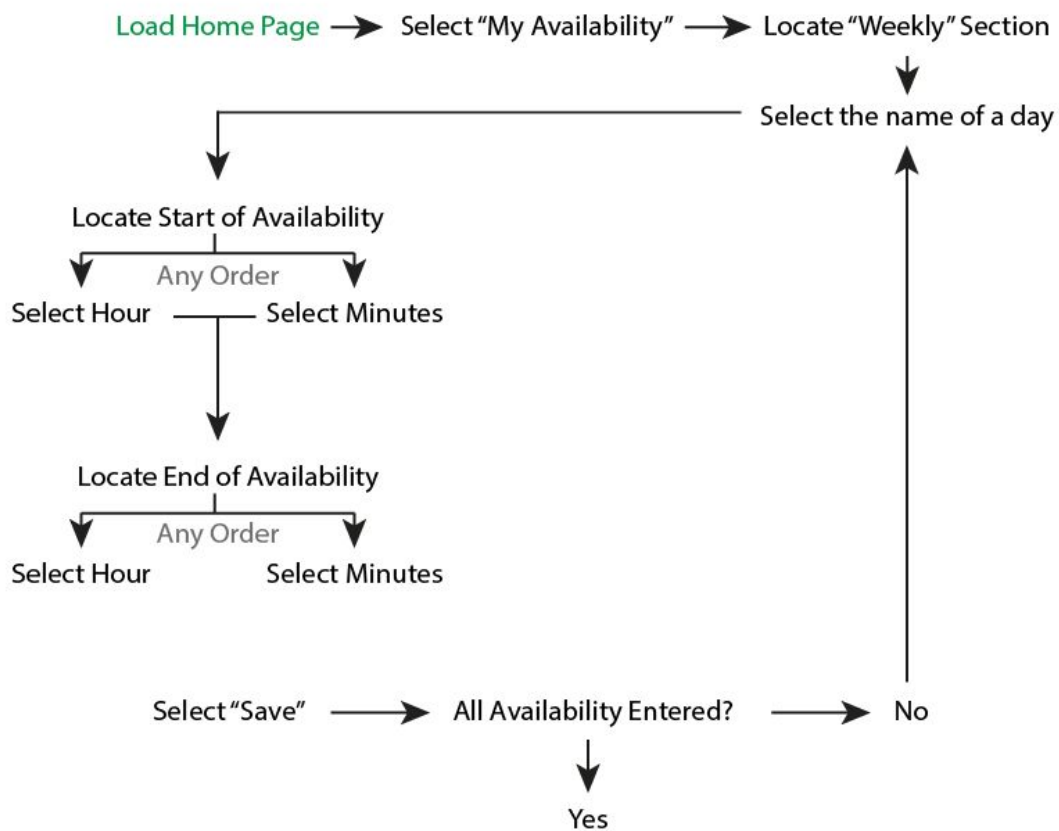 Load Home Page
Select “My Availability”
Locate “Weekly” Section
Select the name of a day
Locate Start of Availability
Any Order
Select Hour
Select Minutes
Locate End of Availability
Any Order
Select Hour
Select Minutes
Select “Save”
All Availability Entered?
No
Yes